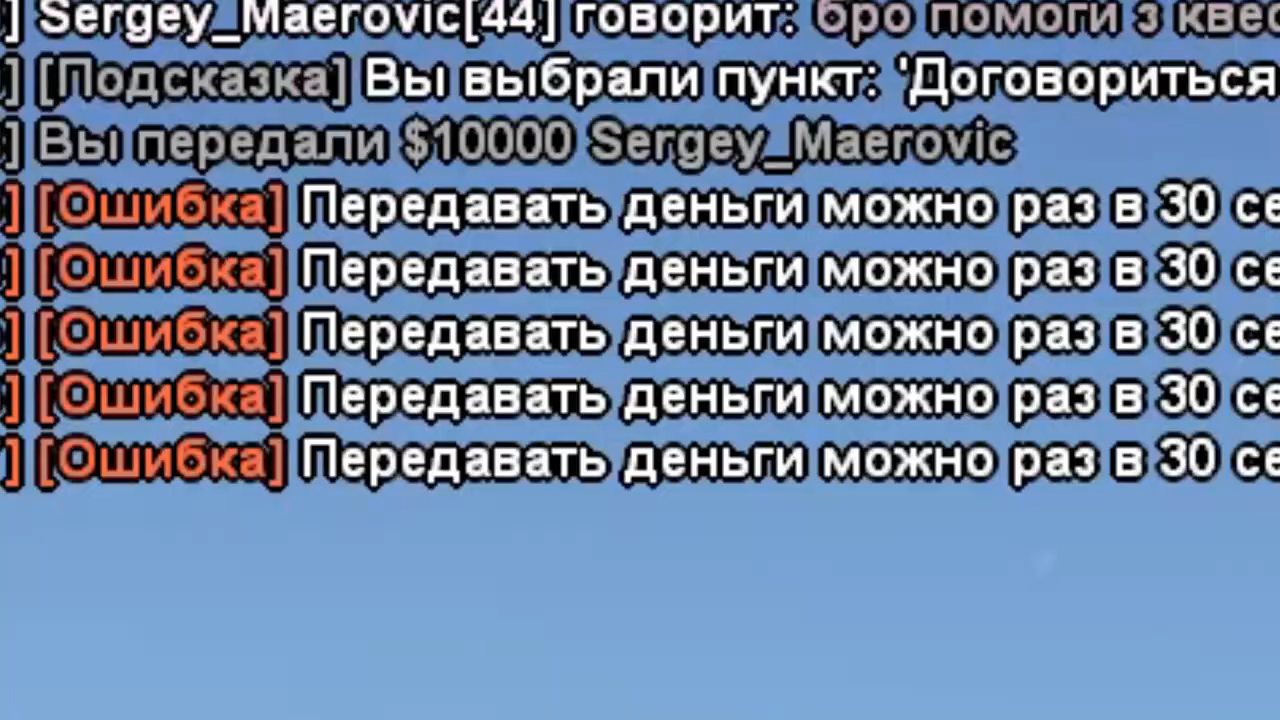 ] Sergey_Maerovic[44] говорит: бро помоги з квес
] [Подсказка] Вы выбрали пункт: 'Договориться
] Вы передали $10000 Sergey_Maerovic
] [Ошибка] Передавать деньги можно раз в 30 се
] [Ошибка] Передавать деньги можно раз в 30 се
] [Ошибка] Передавать деньги можно раз в 30 се
] [Ошибка] Передавать деньги можно раз в 30 се
] [Ошибка] Передавать деньги можно раз в 30 се